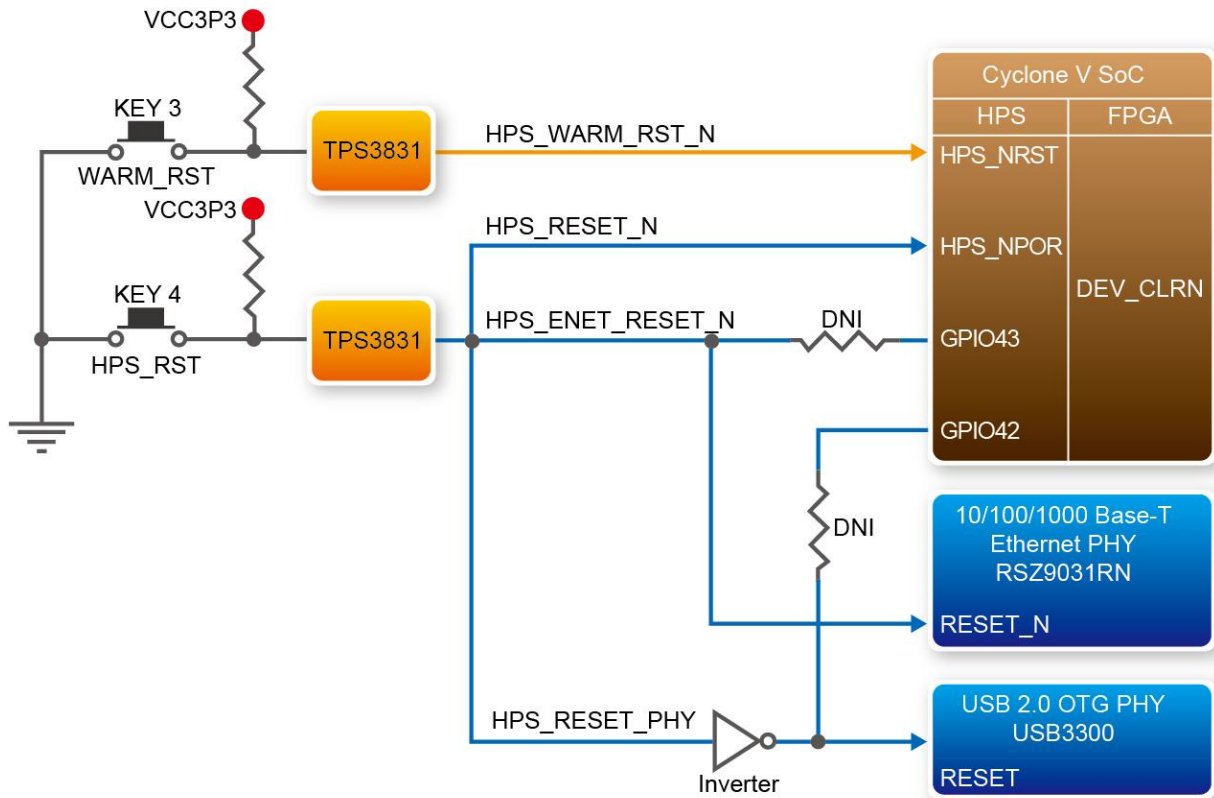 VCC3P3
KEY 3
WARM_RST
TPS3831
HPS_WARM_RST_N
VCC3P3
KEY 4
HPS_RST
TPS3831
HPS_RESET_N
HPS_ENET_RESET_N
DNI
DNI
HPS_RESET_PHY
Inverter
Cyclone V SoC
HPS
FPGA
HPS_NRST
HPS_NPOR
DEV_CLRN
GPIO43
GPIO42
10/100/1000 Base-T
Ethernet PHY
RSZ9031RN
RESET_N
USB 2.0 OTG PHY
USB3300
RESET